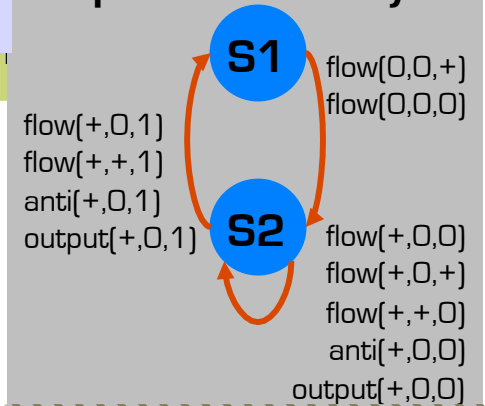 S1
flow(0,0,+)
flow(0,0,0)
flow(+,0,1)
flow(+,+,1)
anti(+,0,1)
output(+,0,1)
S2
flow(+,0,0)
flow(+,0,+)
flow(+,+,0)
anti(+,0,0)
output(+,0,0)